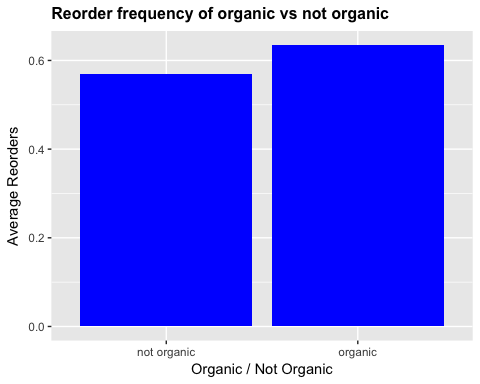 Reorder frequency of organic vs not organic
Average Reorders
0.6
0.4
0.2
0.0
not organic
organic
Organic / Not Organic